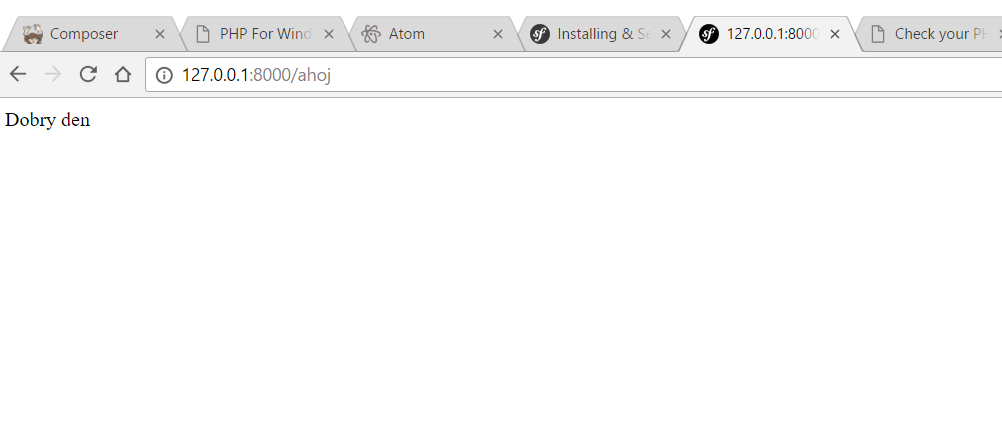 Composer PHP For Wind Atom Installing & Se 127.0.0.1:8000 Check your PH
127.0.0.1:8000/ahoj
Dobry den